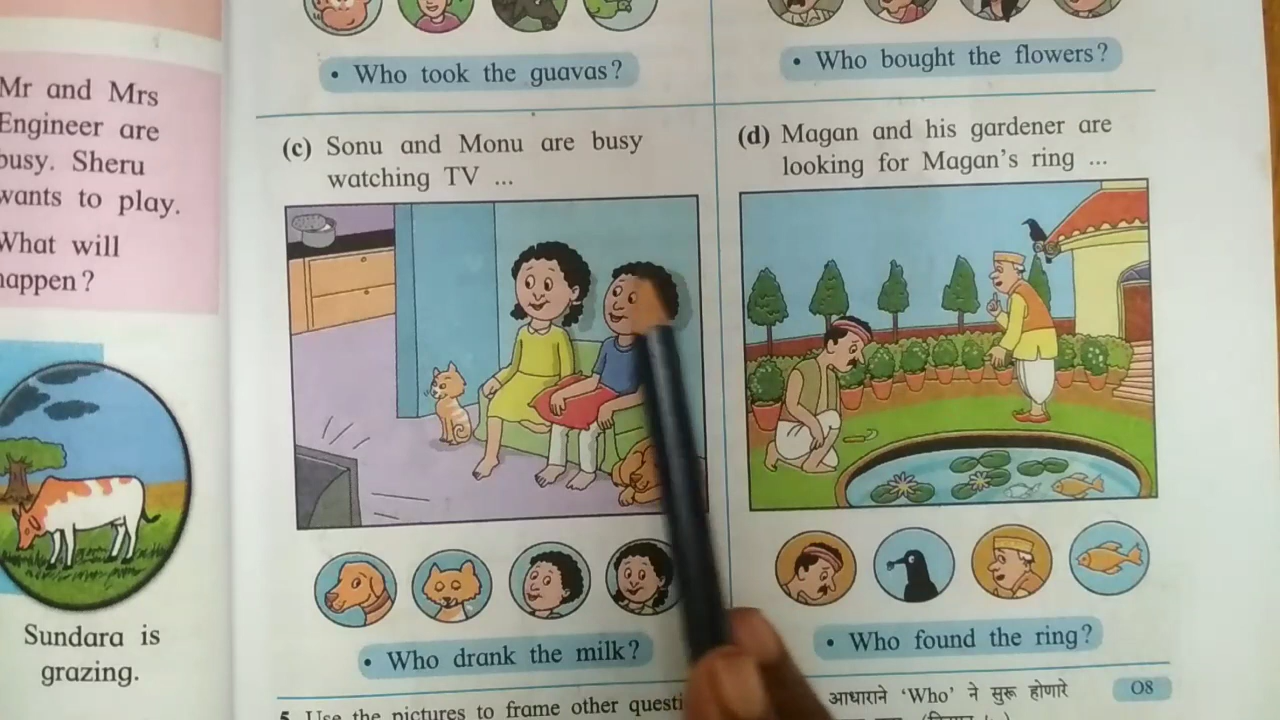 Mr and Mrs
Engineer are
busy. Sheru
wants to play.
What will
happen?
Sundara is
grazing.
• Who took the guavas?
• Who bought the flowers?
(c) Sonu and Monu are busy
watching TV ...
• Who drank the milk?
(d) Magan and his gardener are
looking for Magan's ring ...
• Who found the ring?
5. Use the pictures to frame other questi
आधाराने 'Who' ने सुरू होणारे
O8